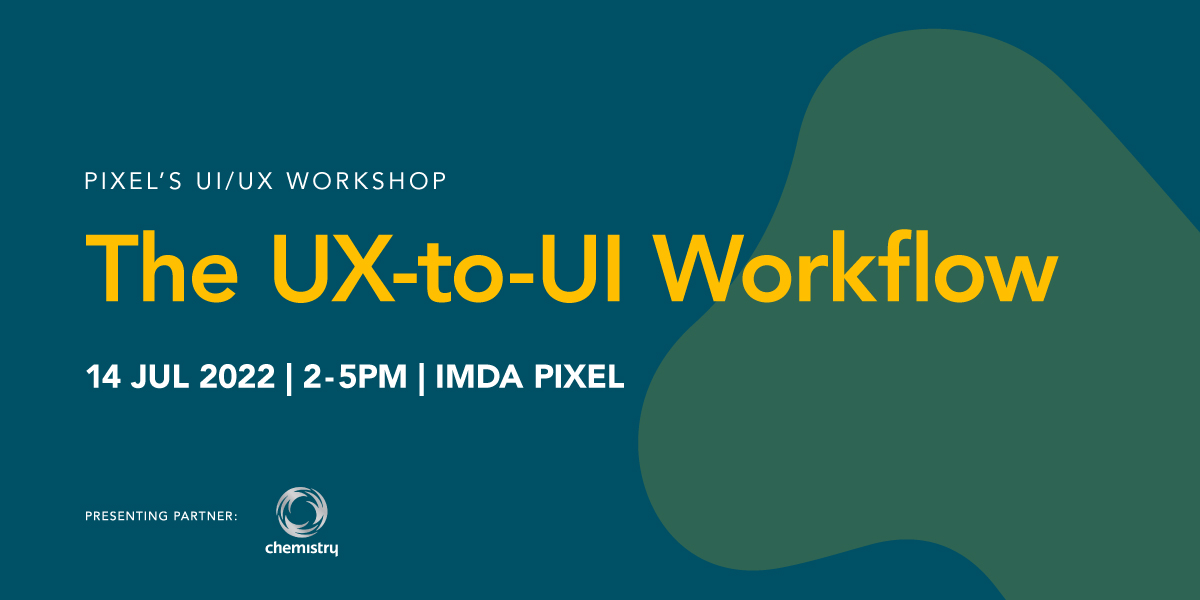 PIXEL’S UI/UX WORKSHOP
The UX-to-UI Workflow
14 JUL 2022 | 2-5PM | IMDA PIXEL
PRESENTING PARTNER:
chemistry